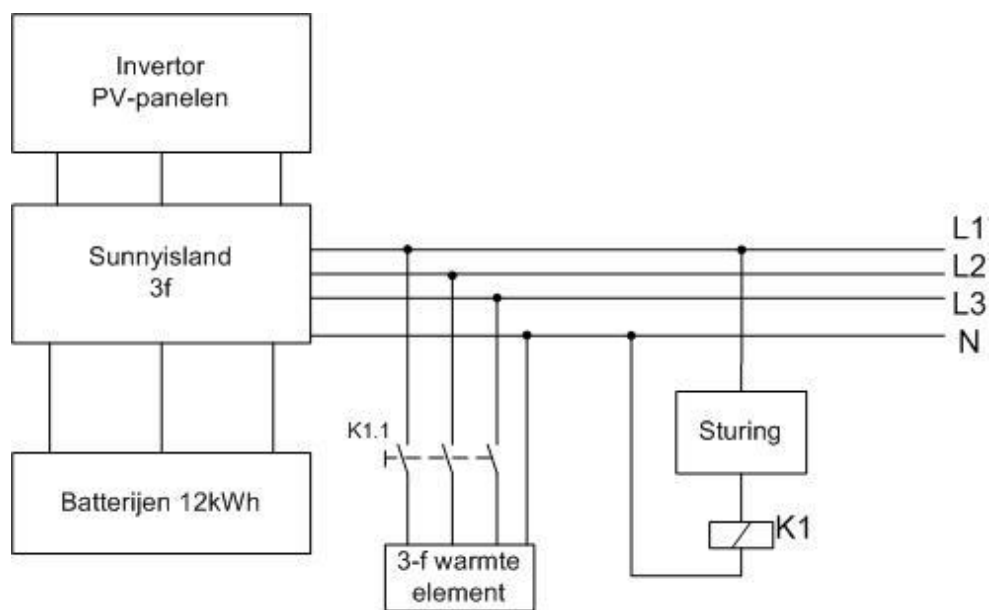 Invertor
PV-panelen
Sunnyisland
3f
L1
L2
L3
N
K1.1
Sturing
Batterijen 12kWh
K1
3-f warmte
element